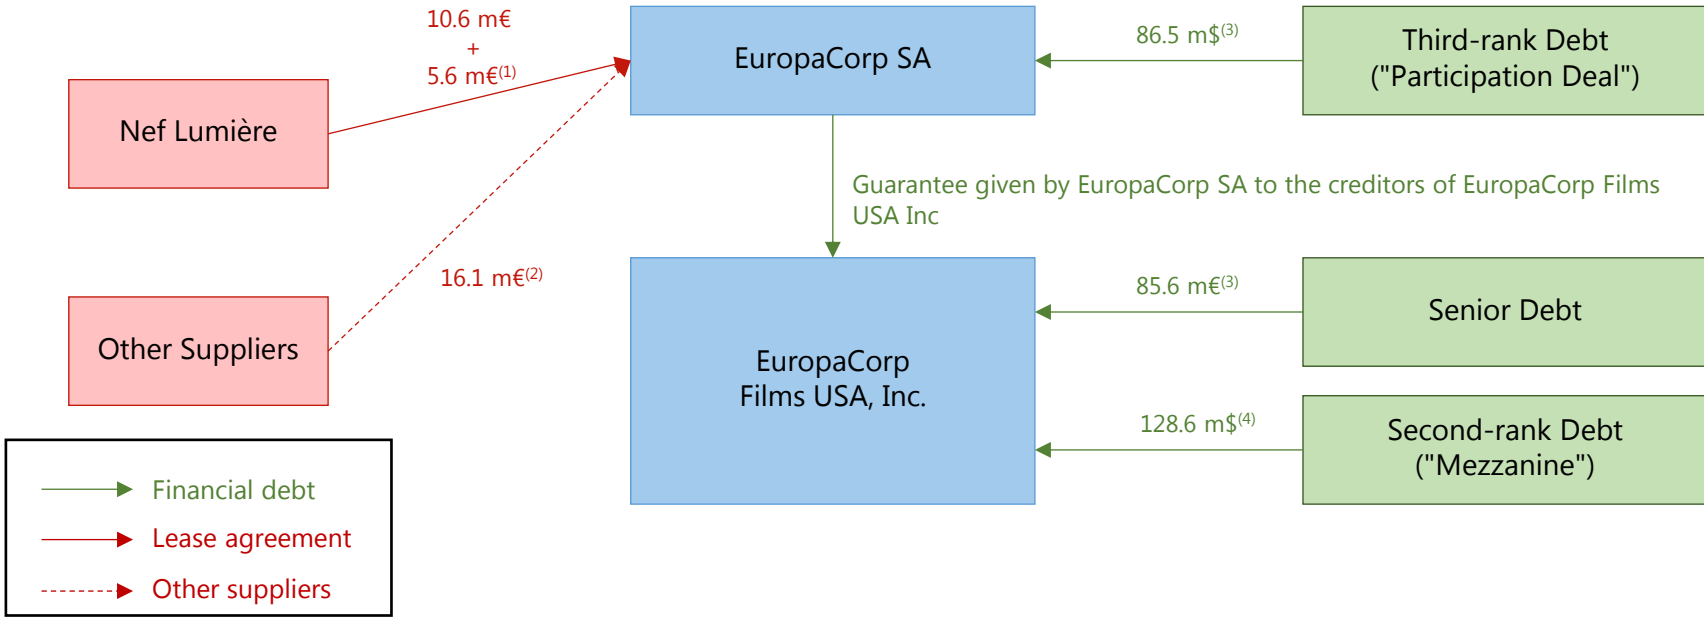 10.6 m€
+
5.6 m€(1)
EuropaCorp SA
86.5 m$(3)
Third-rank Debt
("Participation Deal")
Nef Lumière
Guarantee given by EuropaCorp SA to the creditors of EuropaCorp Films
USA Inc
16.1 m€(2)
Other Suppliers
EuropaCorp
Films USA, Inc.
85.6 m€(3)
Senior Debt
128.6 m$(4)
Second-rank Debt
("Mezzanine")
Financial debt
Lease agreement
Other suppliers